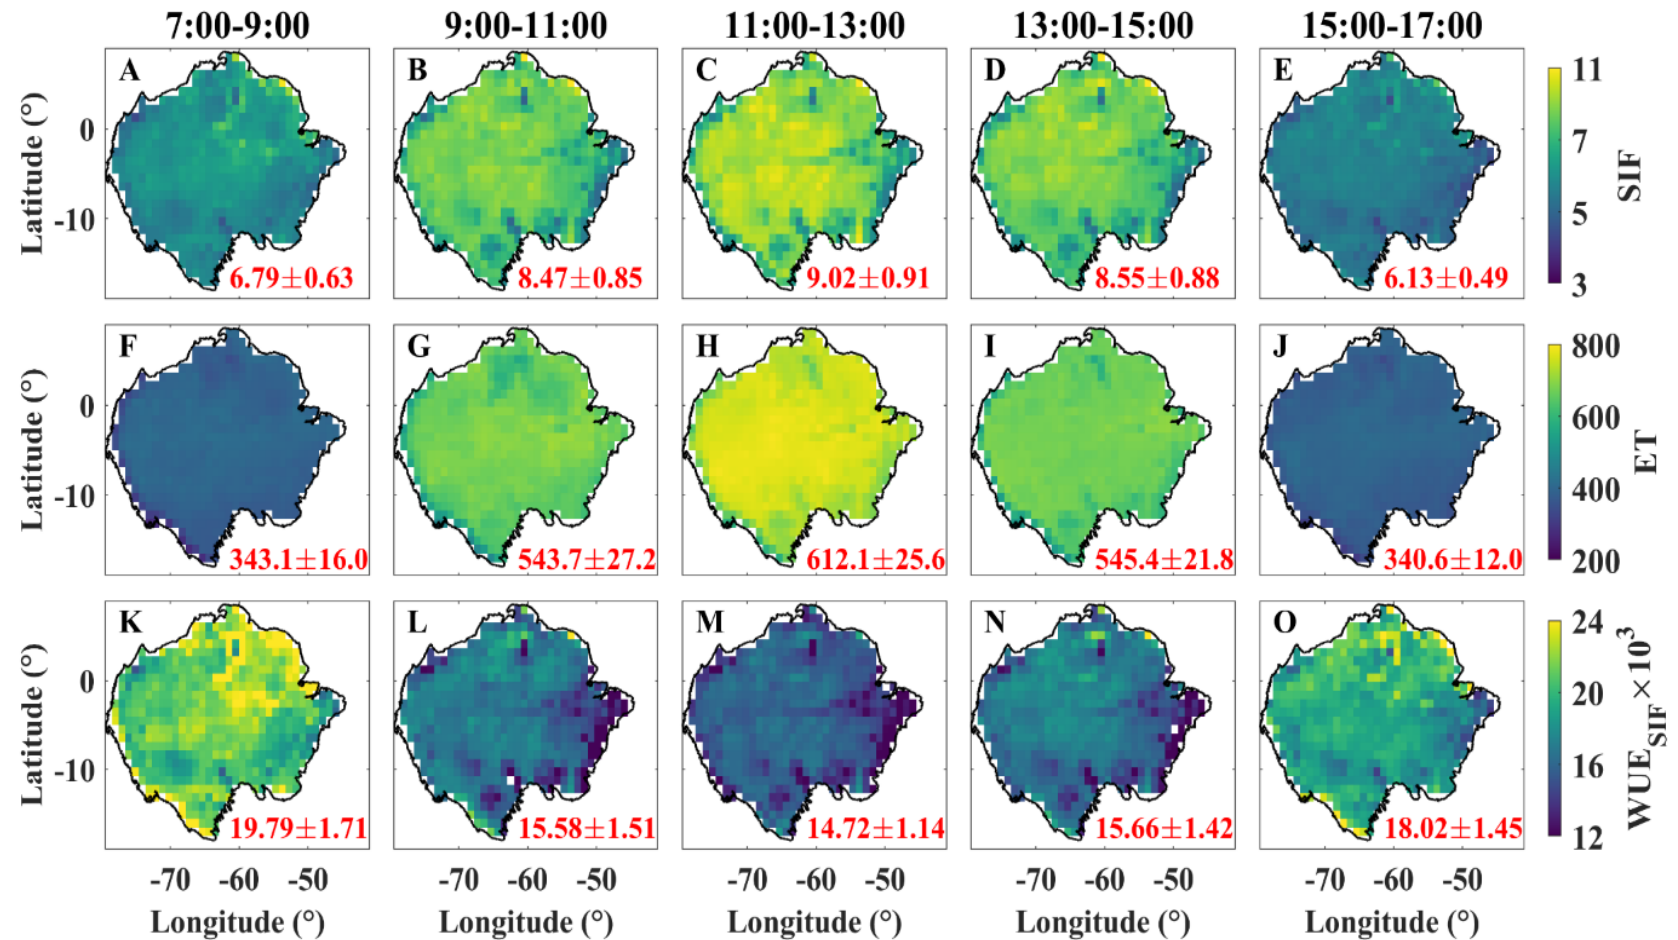 7:00-9:00 9:00-11:00 11:00-13:00 13:00-15:00 15:00-17:00
A B C D E
Latitude (°)
0
-10
6.79±0.63 8.47±0.85 9.02±0.91 8.55±0.88 6.13±0.49
11
7
5
3
SIF
F G H I J
Latitude (°)
0
-10
343.1±16.0 543.7±27.2 612.1±25.6 545.4±21.8 340.6±12.0
800
600
400
200
ET
K L M N O
Latitude (°)
0
-10
19.79±1.71 15.58±1.51 14.72±1.14 15.66±1.42 18.02±1.45
24
20
16
12
WUE_SIF×10³
-70 -60 -50 -70 -60 -50 -70 -60 -50 -70 -60 -50 -70 -60 -50
Longitude (°) Longitude (°) Longitude (°) Longitude (°) Longitude (°)